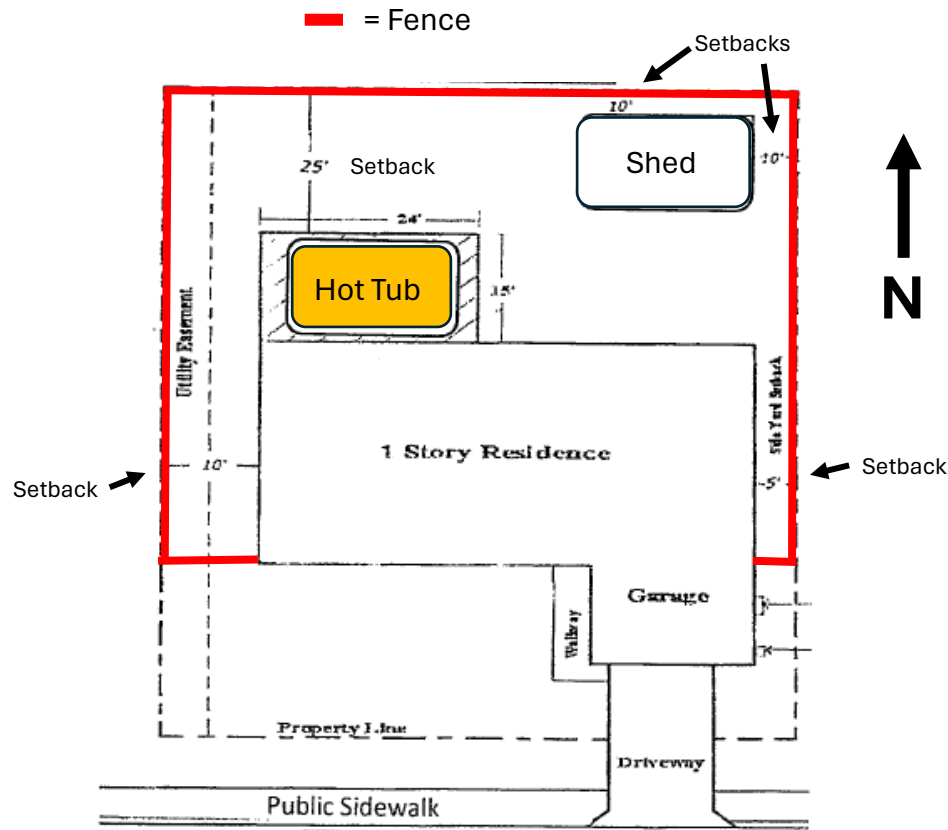 = Fence
Setbacks
10'
Shed
10'
25' Setback
24'
Hot Tub
15'
N
Utility Easement
1 Story Residence
Side Yard Setback
Setback
10'
5'
Setback
Garage
Walkway
Property Line
Driveway
Public Sidewalk